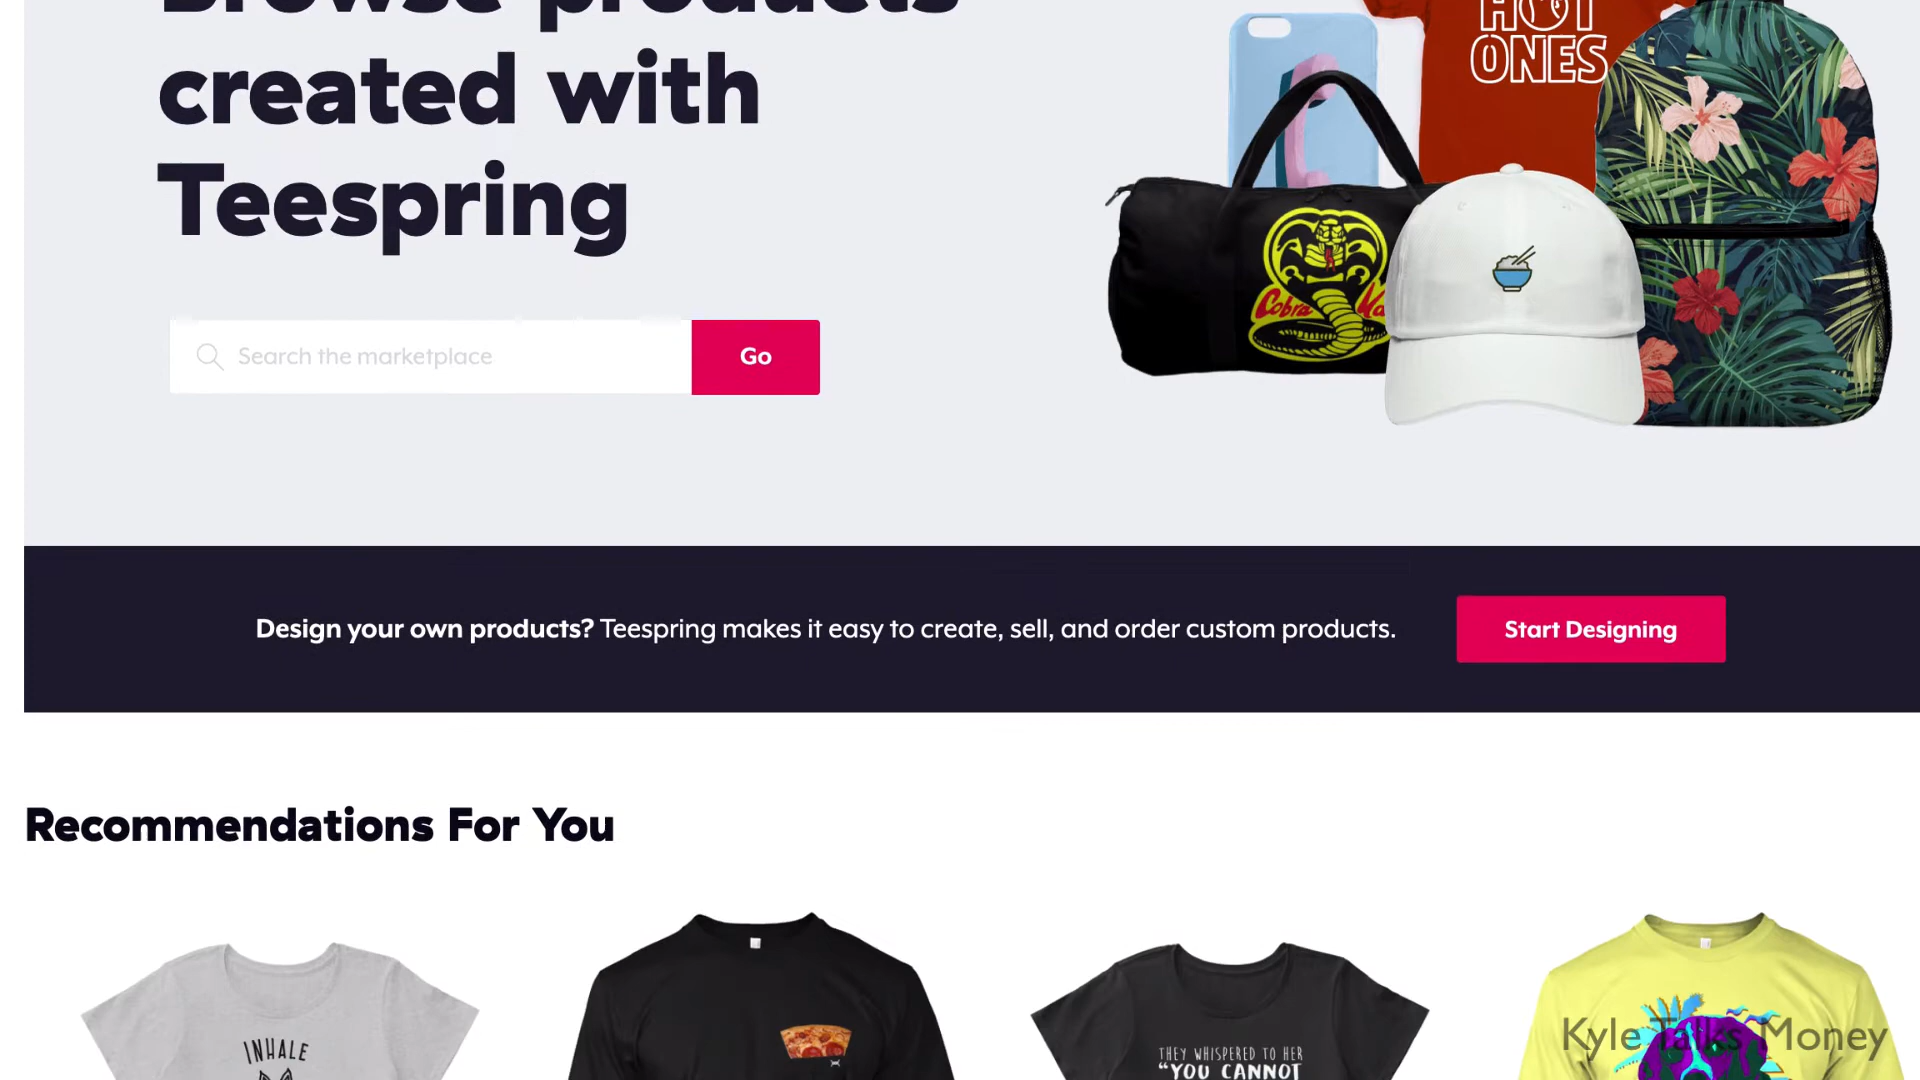 Browse products
created with
Teespring
Search the marketplace
Go
HOT
ONES
Cobra Ka
Design your own products? Teespring makes it easy to create, sell, and order custom products.
Start Designing
Recommendations For You
INHALE
THEY WHISPERED TO HER
“YOU CANNOT
Kyle Talks Money